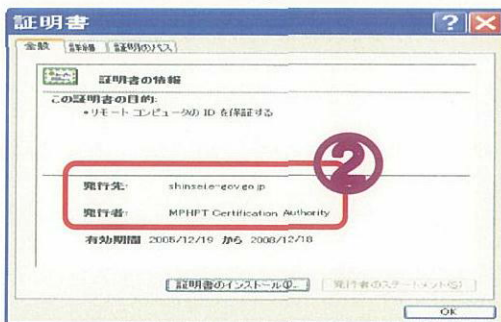 証明書
全般 詳細 証明のパス
証明書の情報
この証明書の目的:
•リモート コンピュータの ID を保証する
②
発行先: shinsei.e-gov.go.jp
発行者: MPHPT Certification Authority
有効期間 2005/12/19 から 2008/12/18
証明書のインストール(I)... 発行者のステートメント(S)
OK